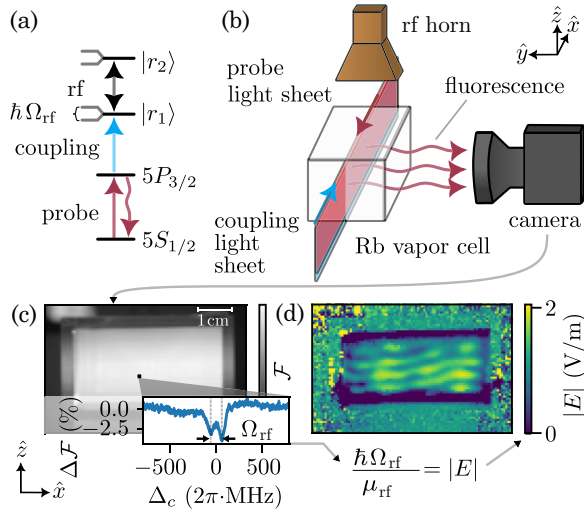 (a)
|r₂⟩
rf
ħΩrf
|r₁⟩
coupling
5P3/2
probe
5S1/2
(b)
rf horn
probe
light sheet
fluorescence
ẑ
x̂
ŷ
coupling
light
sheet
Rb vapor cell
camera
(c)
1 cm
ℱ
Δℱ (%)
0.0
−2.5
Ωrf
−500
0
500
Δc (2π·MHz)
ẑ
x̂
(d)
2
0
|E| (V/m)
ħΩrf
μrf
= |E|